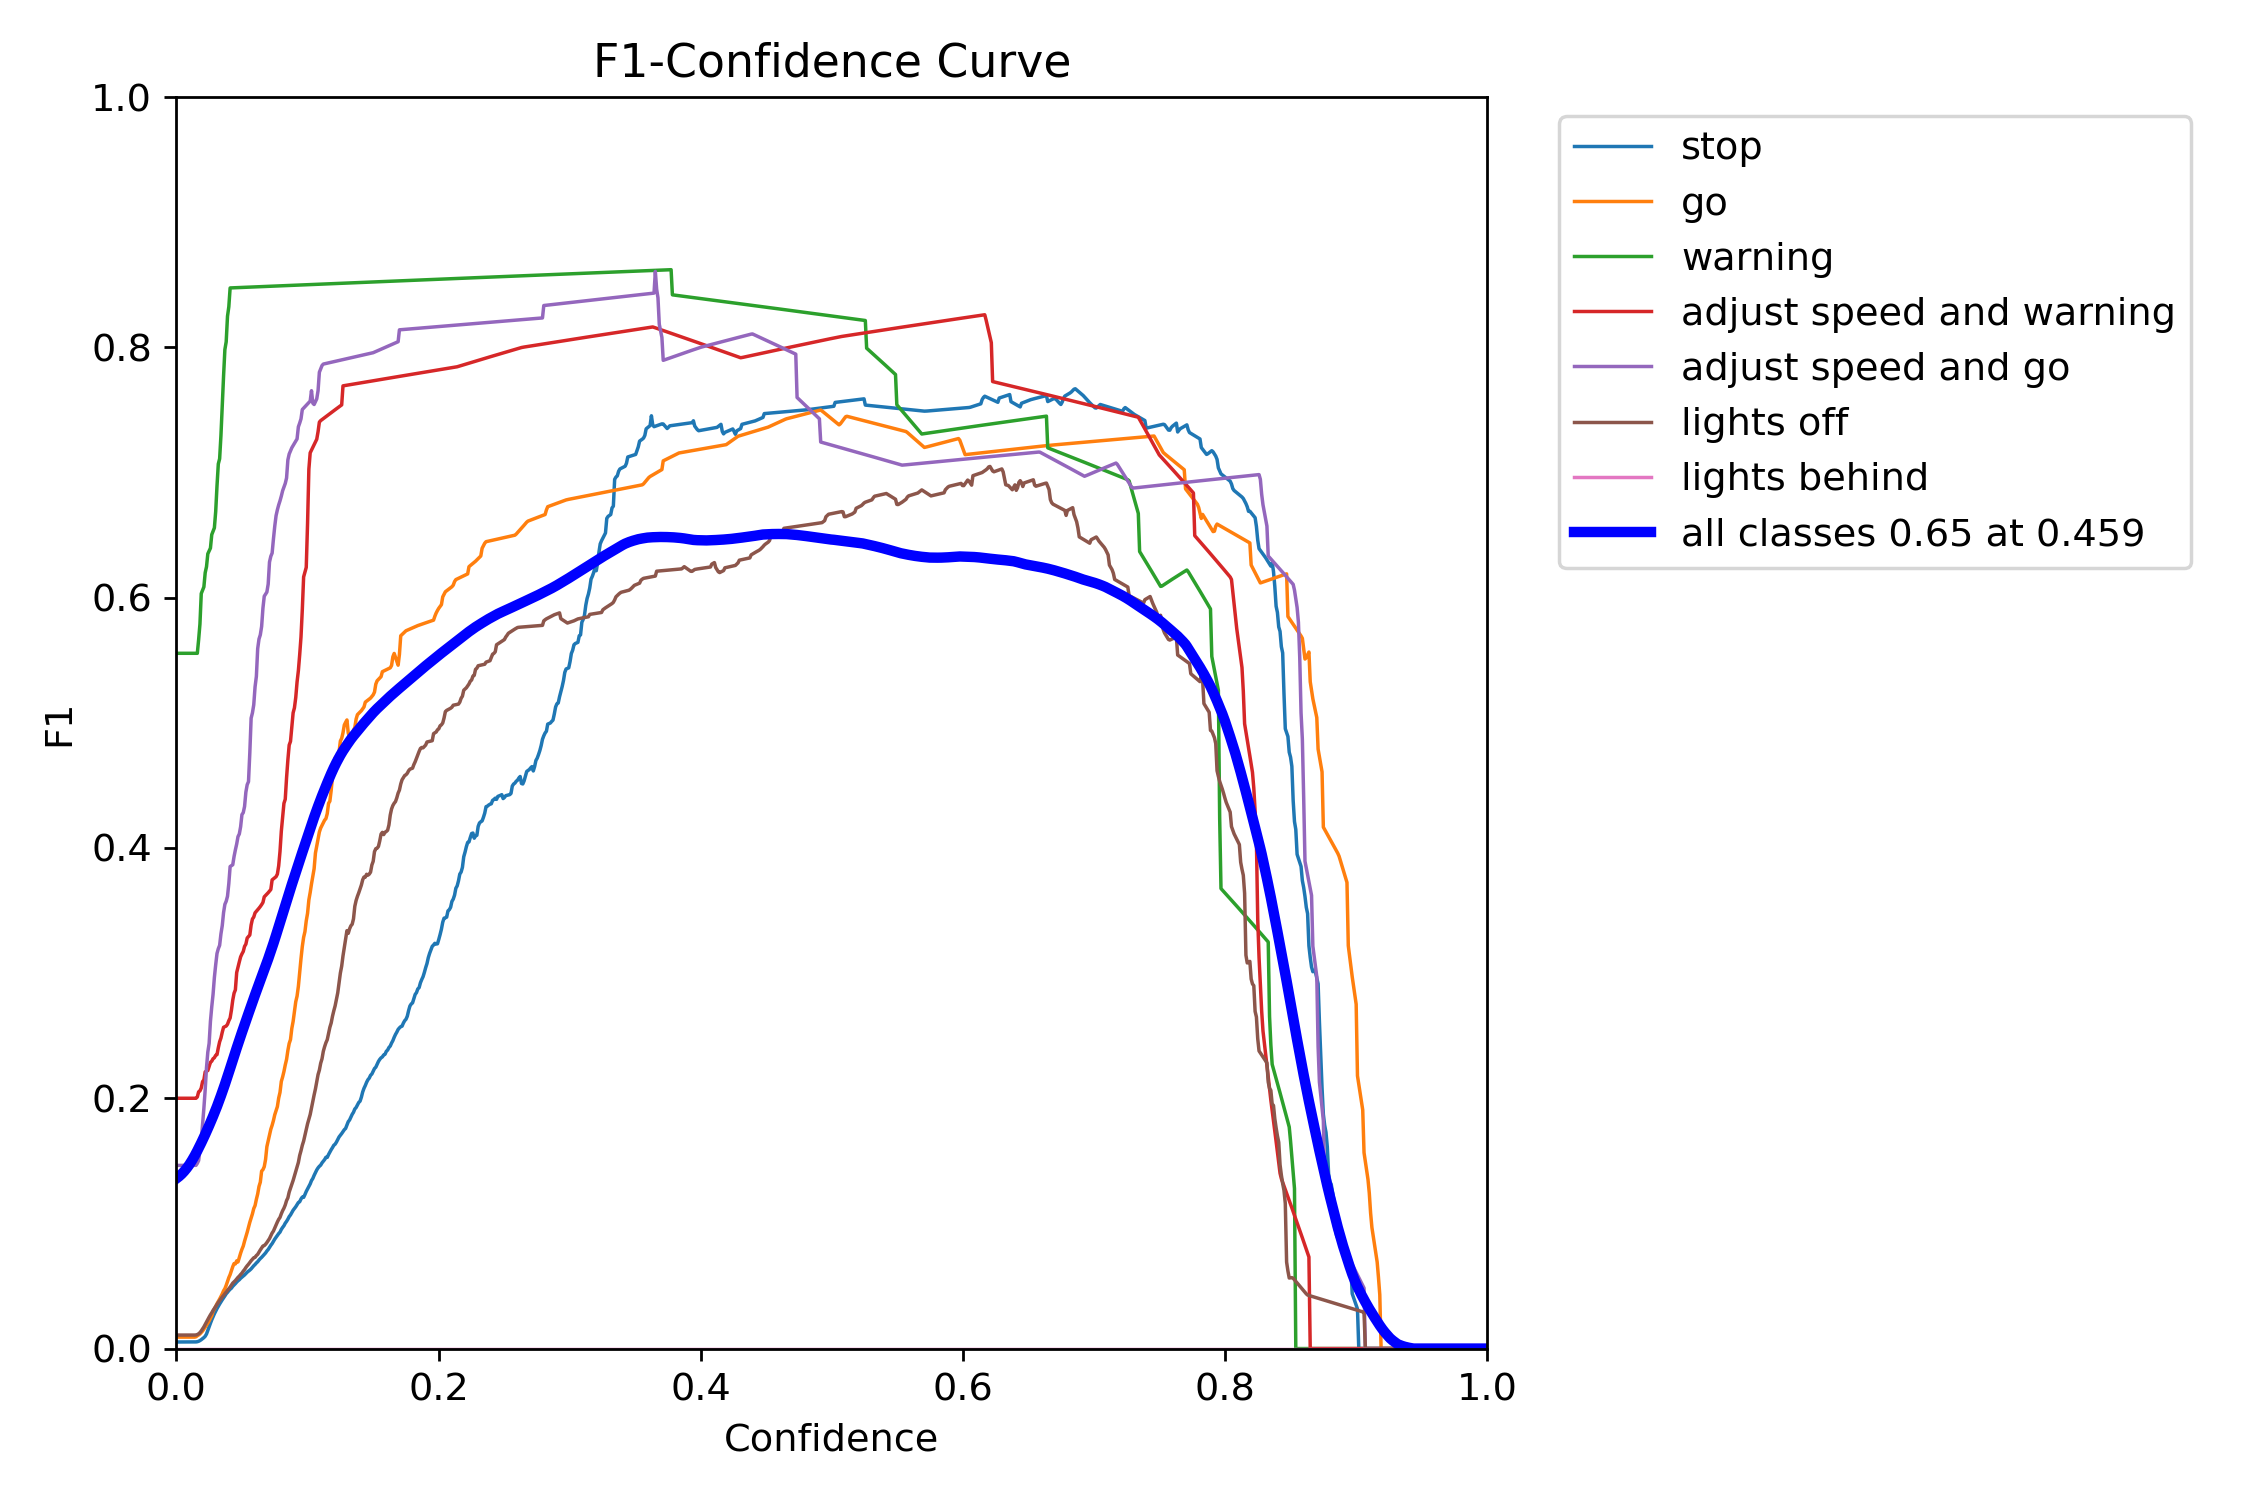 F1-Confidence Curve
1.0
0.8
0.6
0.4
0.2
0.0
F1
0.0 0.2 0.4 0.6 0.8 1.0
Confidence
stop
go
warning
adjust speed and warning
adjust speed and go
lights off
lights behind
all classes 0.65 at 0.459